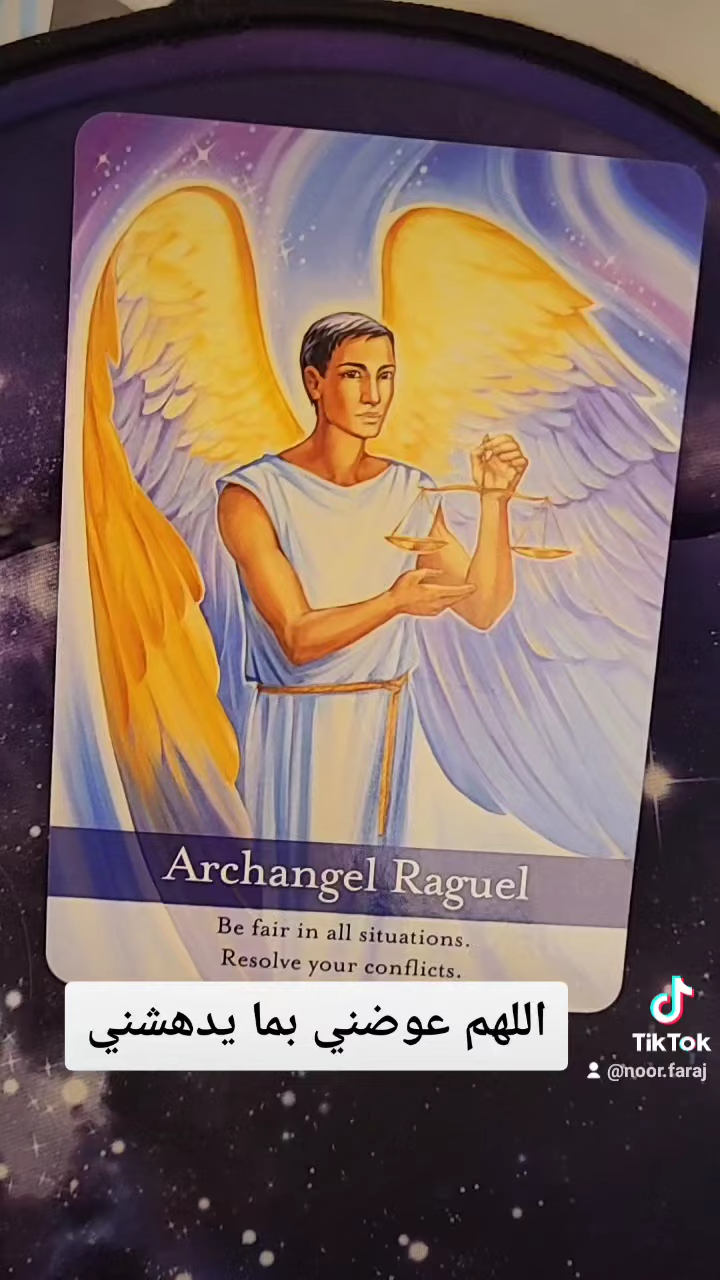 Archangel Raguel
Be fair in all situations.
Resolve your conflicts.
اللهم عوضني بما يدهشني
TikTok
@noor.faraj